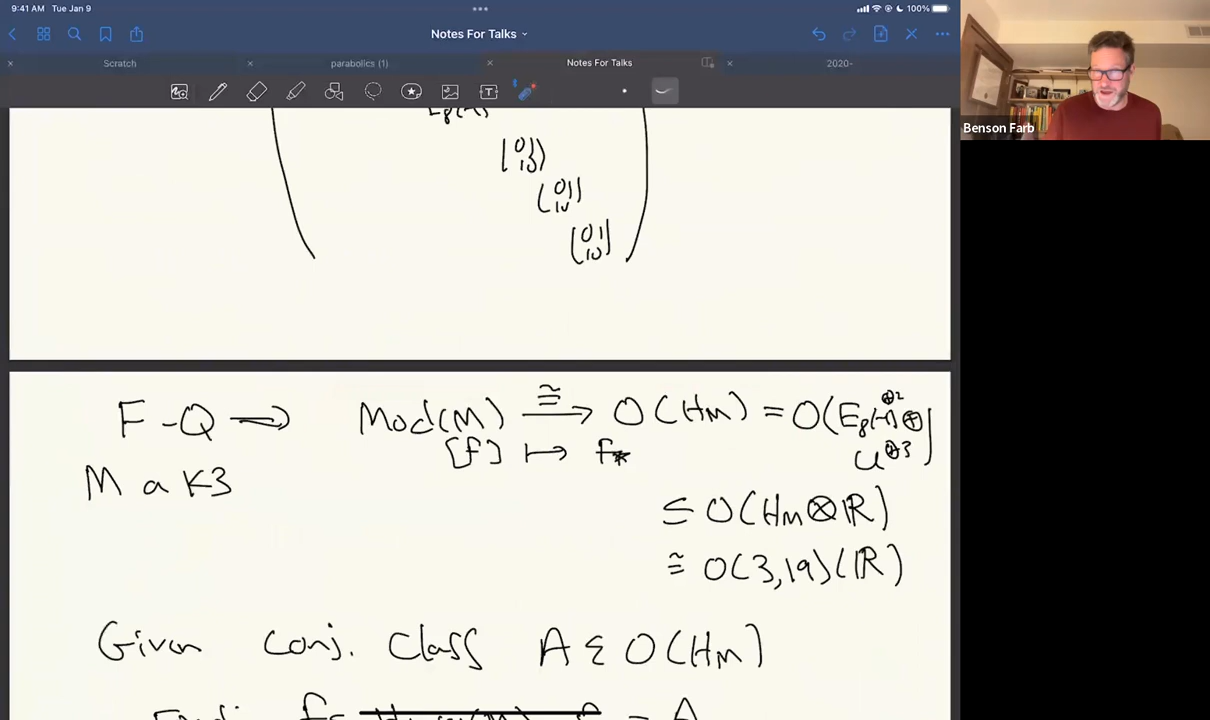 9:41 AM Tue Jan 9
100%
Notes For Talks
Scratch
parabolics (1)
Notes For Talks
2020-
Benson Farb
(0 1
1 0)
(0 1
1 0)
(0 1
1 0)
F-Q ⟹ Mod(M) ≅→ O(H_M) = O(E_8(-1)^⊕2 ⊕ U^⊕3)
[f] ↦ f_*
M a K3
≤ O(H_M ⊗ ℝ)
≅ O(3,19)(ℝ)
Given conj. class A ∈ O(H_M)